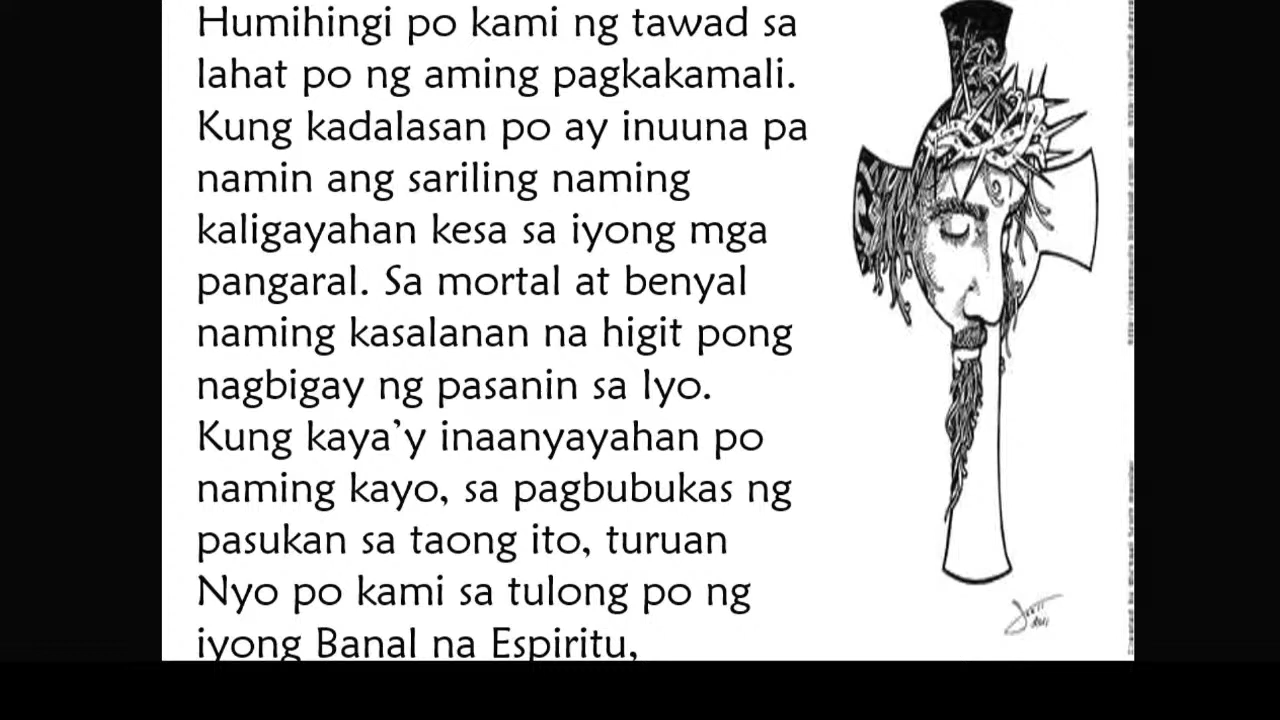 Humihingi po kami ng tawad sa
lahat po ng aming pagkakamali.
Kung kadalasan po ay inuuna pa
namin ang sariling naming
kaligayahan kesa sa iyong mga
pangaral. Sa mortal at benyal
naming kasalanan na higit pong
nagbigay ng pasanin sa Iyo.
Kung kaya’y inaanyayahan po
naming kayo, sa pagbubukas ng
pasukan sa taong ito, turuan
Nyo po kami sa tulong po ng
iyong Banal na Espiritu,